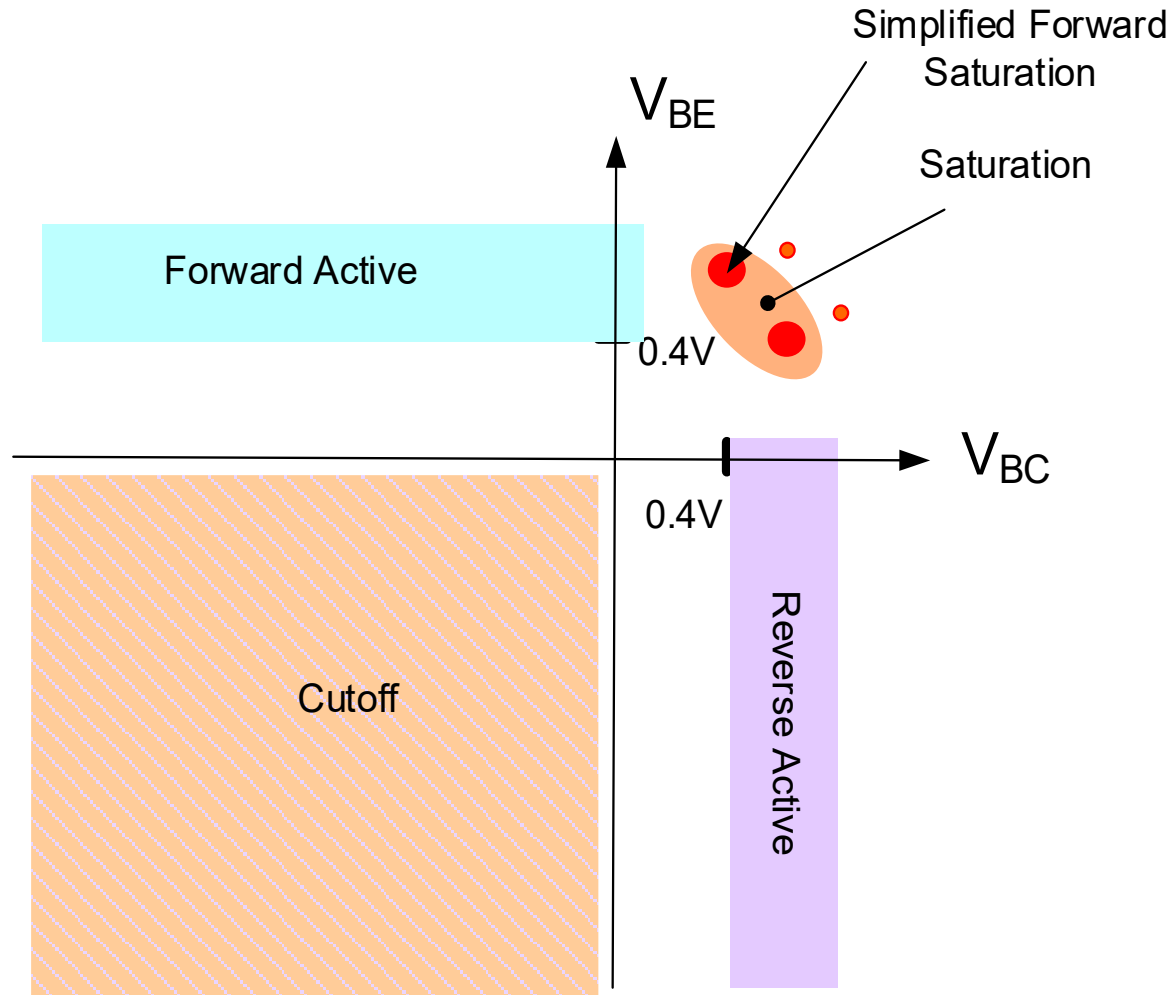 Simplified Forward
Saturation
V_BE
Saturation
Forward Active
0.4V
V_BC
0.4V
Reverse Active
Cutoff